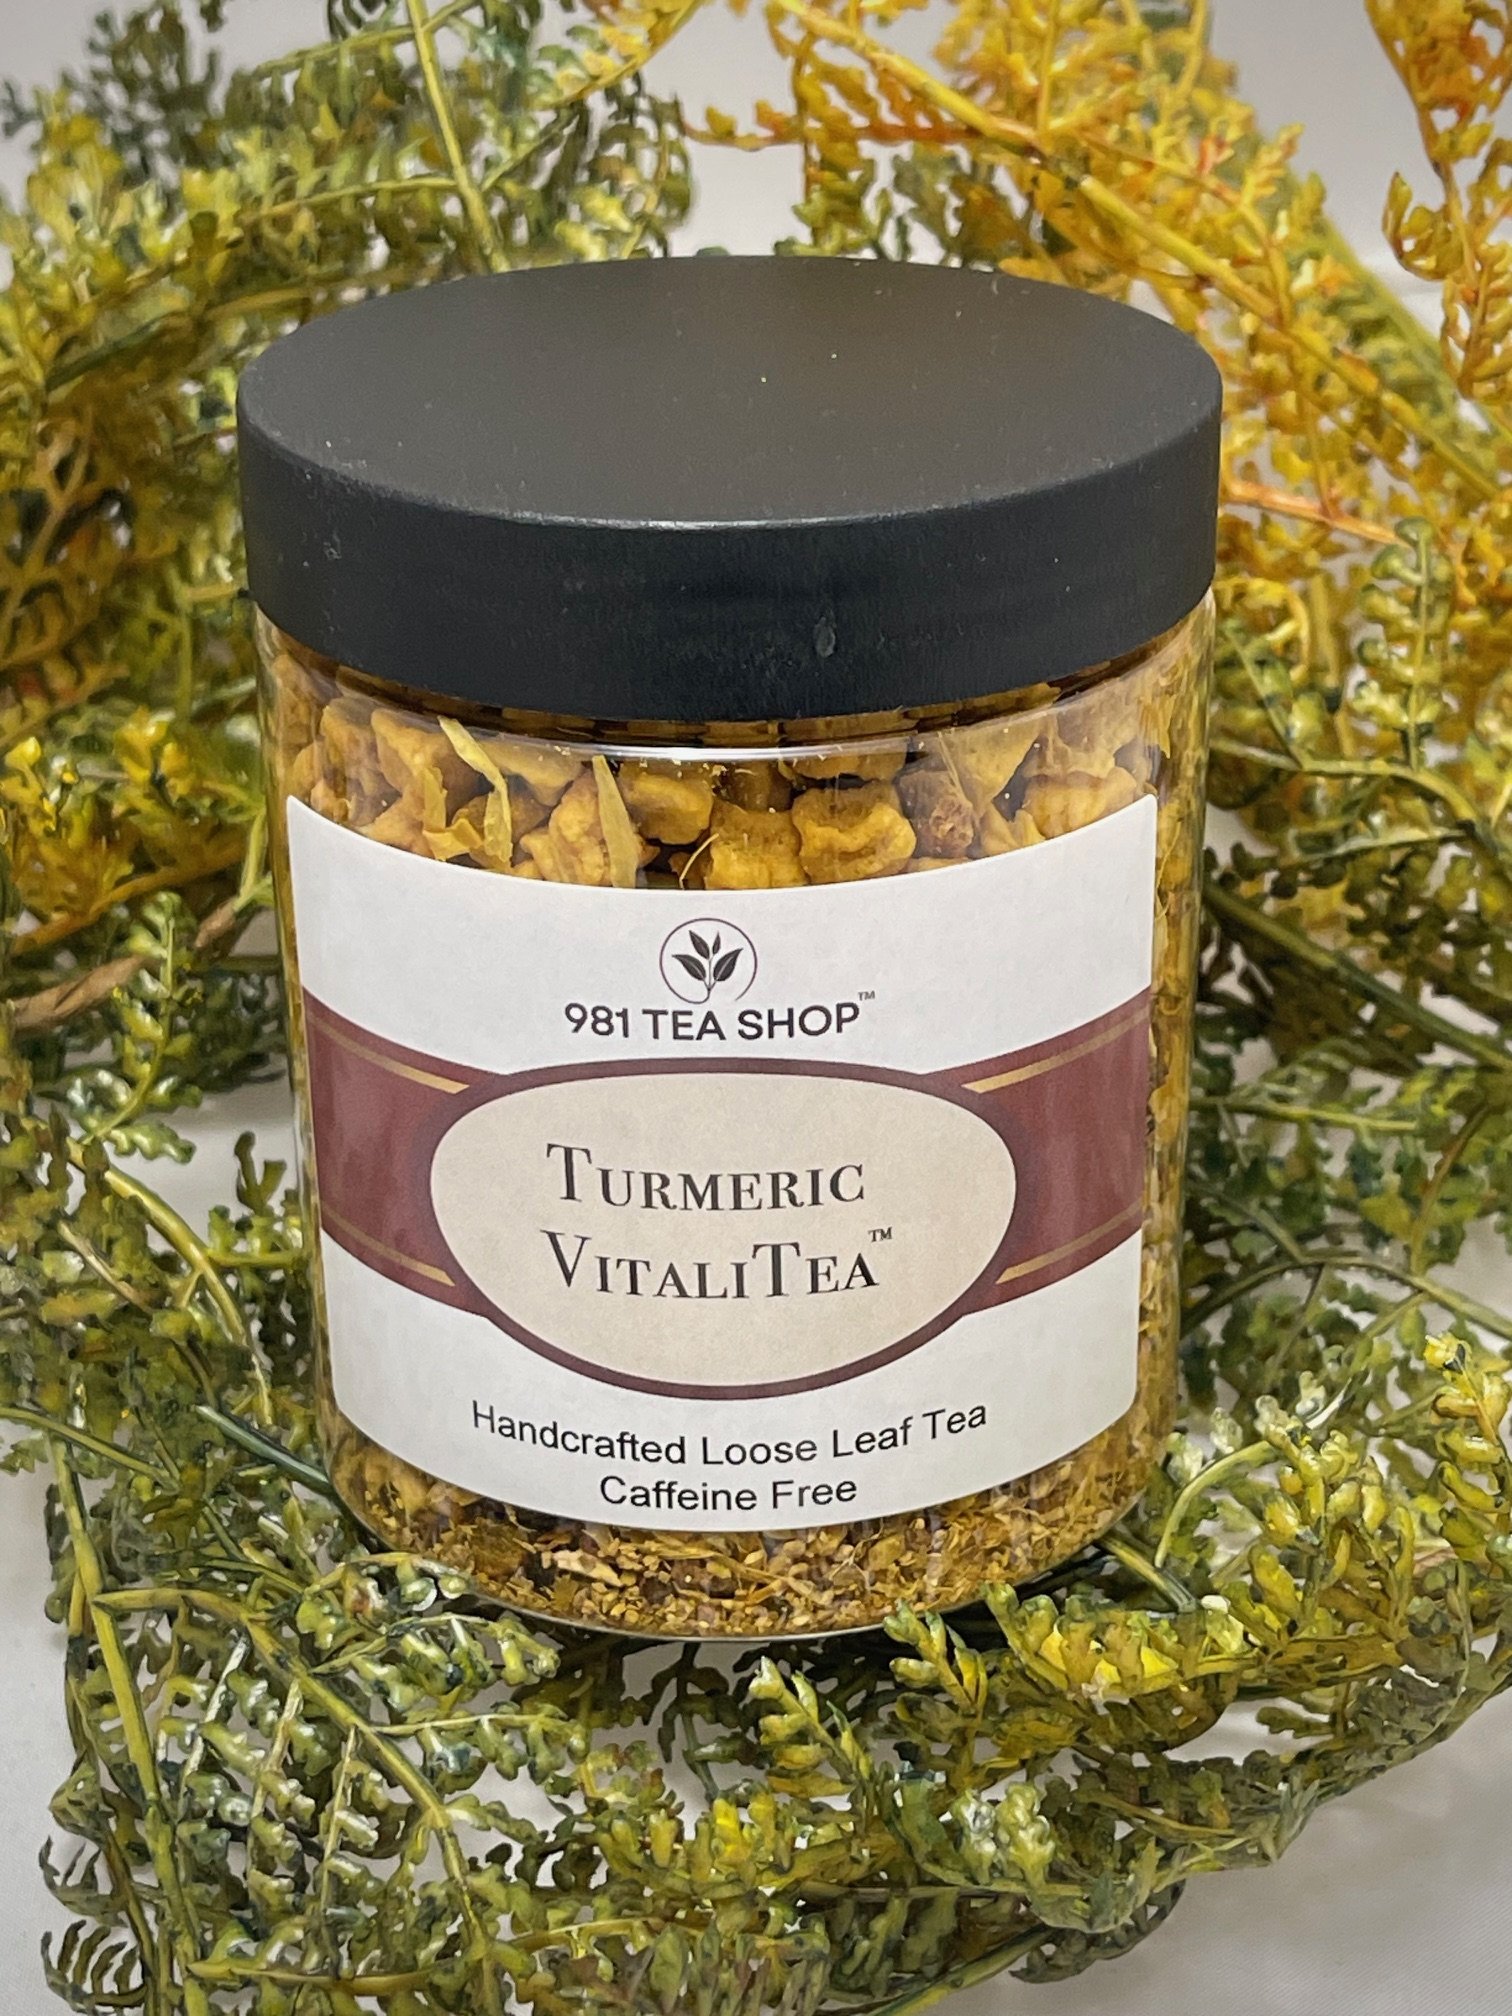 981 TEA SHOP™
TURMERIC
VITALITEA™
Handcrafted Loose Leaf Tea
Caffeine Free